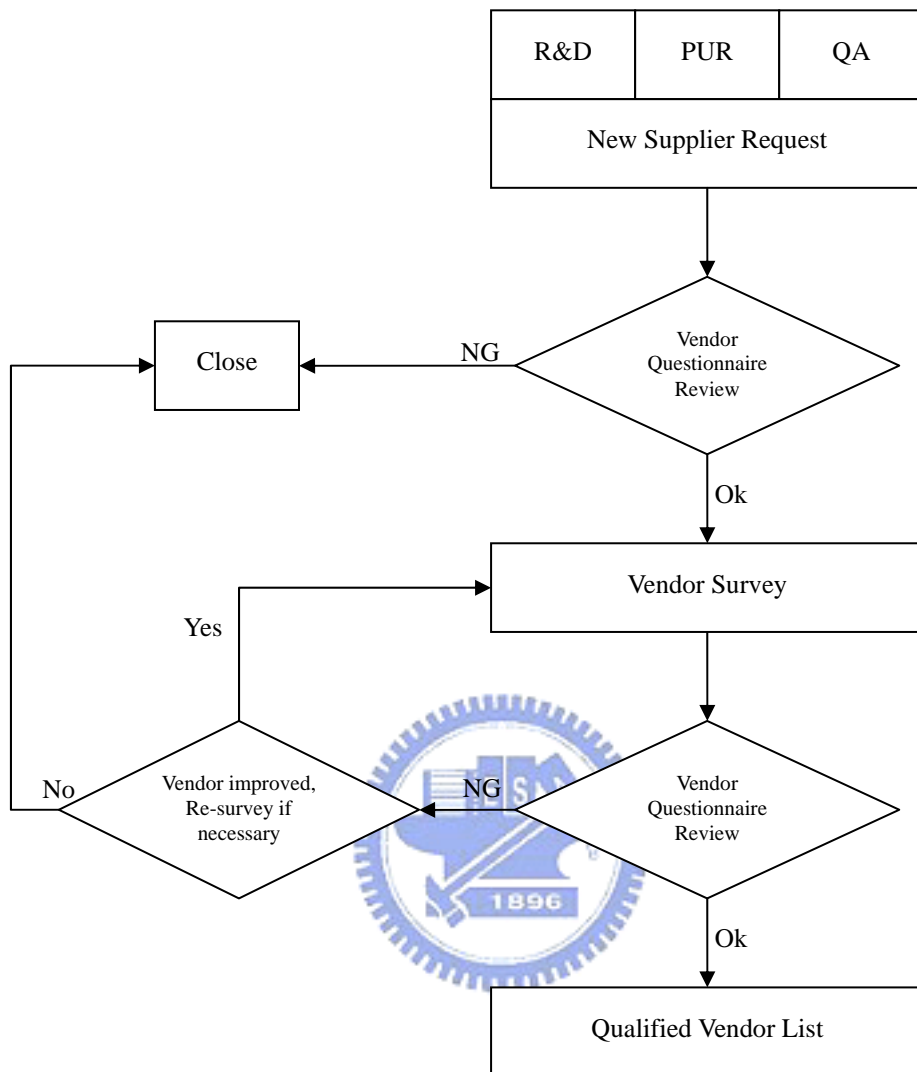 R&D PUR QA
New Supplier Request
Close
NG
Vendor
Questionnaire
Review
Ok
Vendor Survey
Yes
No
Vendor improved,
Re-survey if
necessary
NG
Vendor
Questionnaire
Review
1896
Ok
Qualified Vendor List